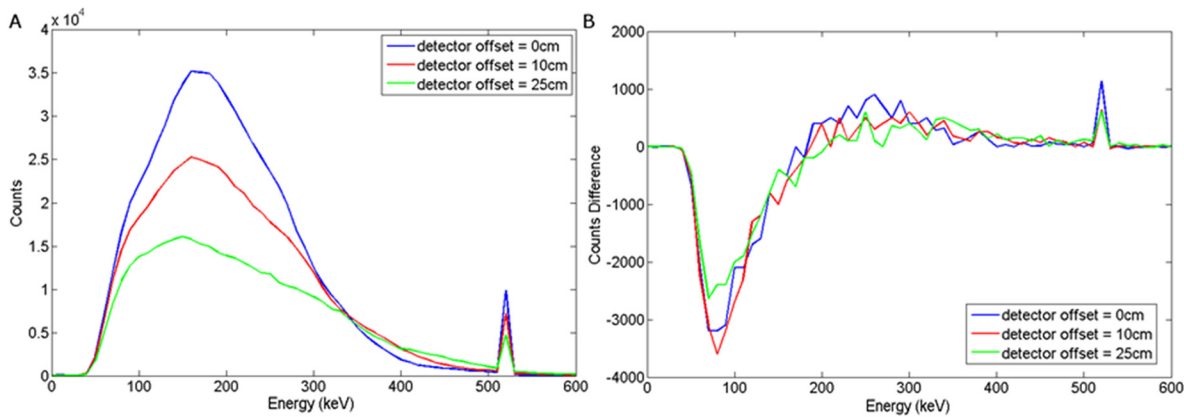 A
x 10^4
4
3.5
3
2.5
2
1.5
1
0.5
0
0 100 200 300 400 500 600
Counts
Energy (keV)
detector offset = 0cm
detector offset = 10cm
detector offset = 25cm
B
2000
1000
0
-1000
-2000
-3000
-4000
0 100 200 300 400 500 600
Counts Difference
Energy (keV)
detector offset = 0cm
detector offset = 10cm
detector offset = 25cm